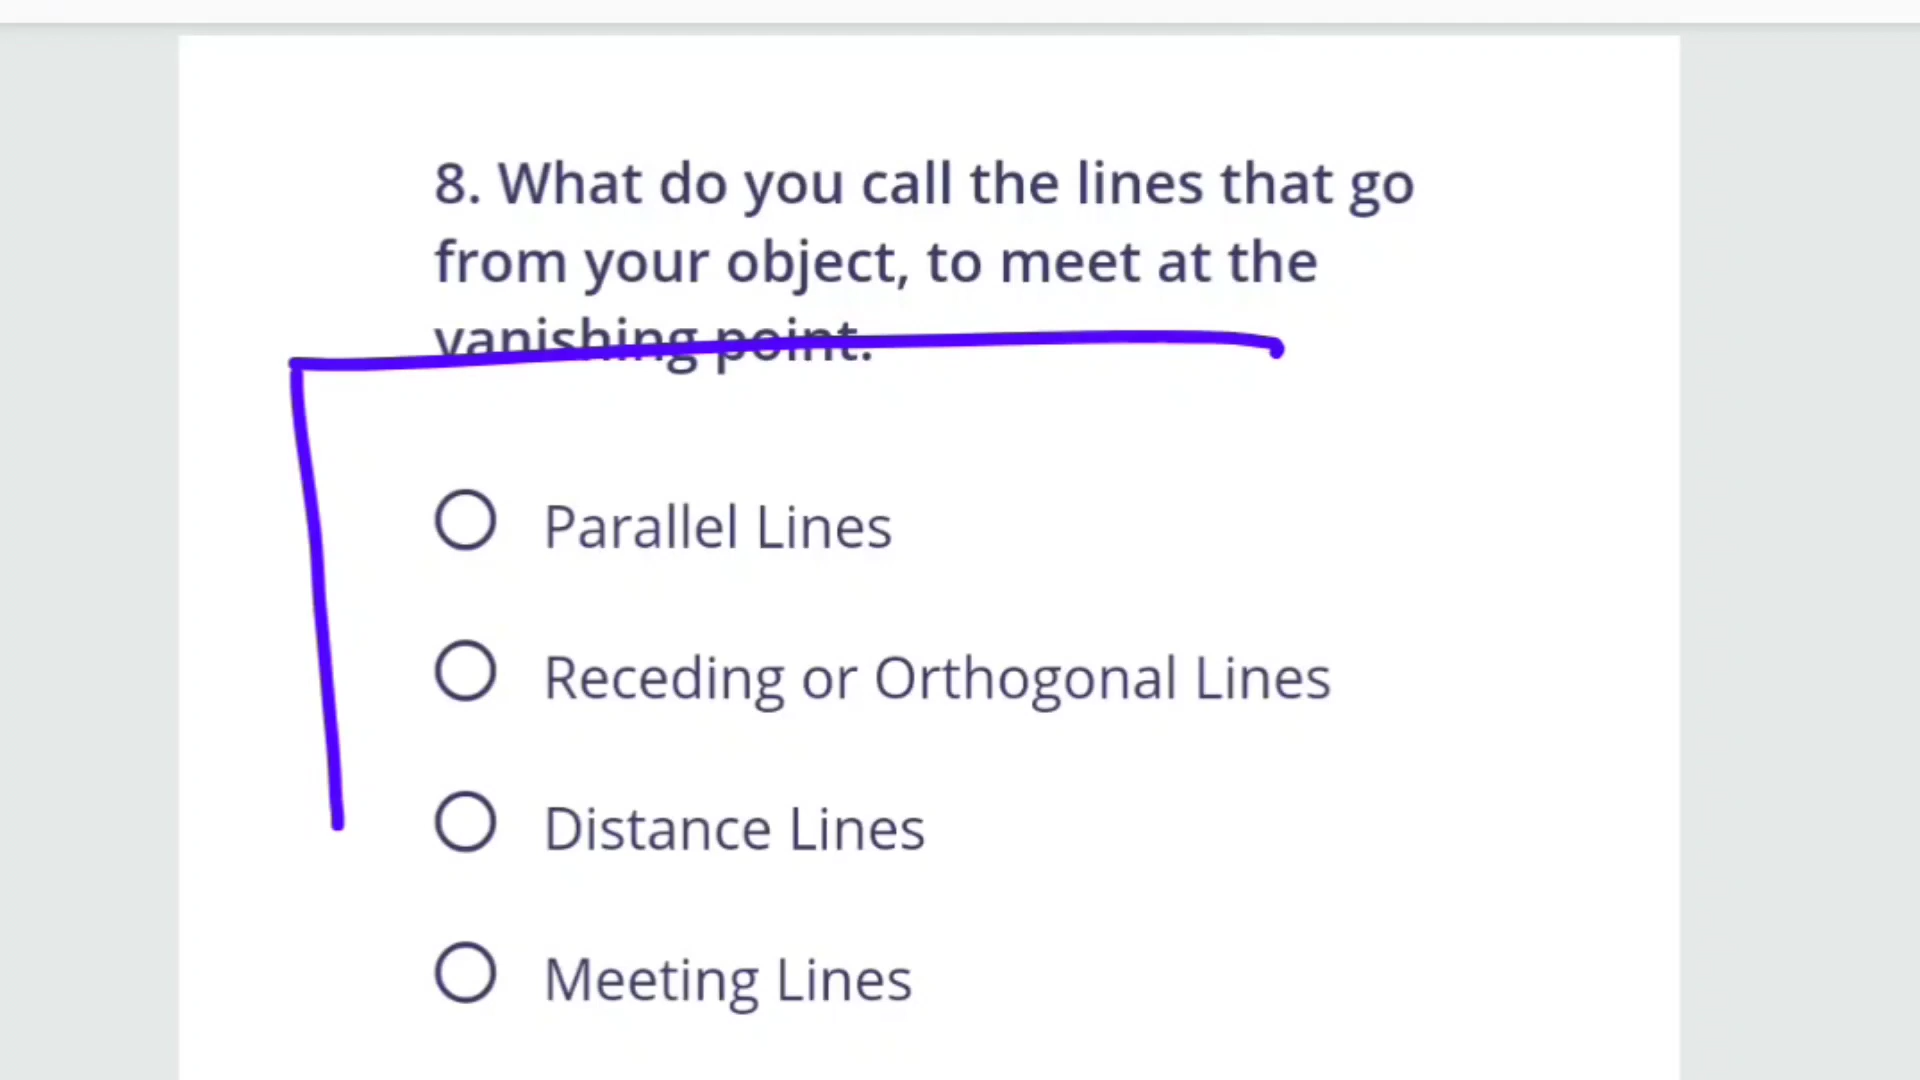 8. What do you call the lines that go
from your object, to meet at the
vanishing point.
Parallel Lines
Receding or Orthogonal Lines
Distance Lines
Meeting Lines